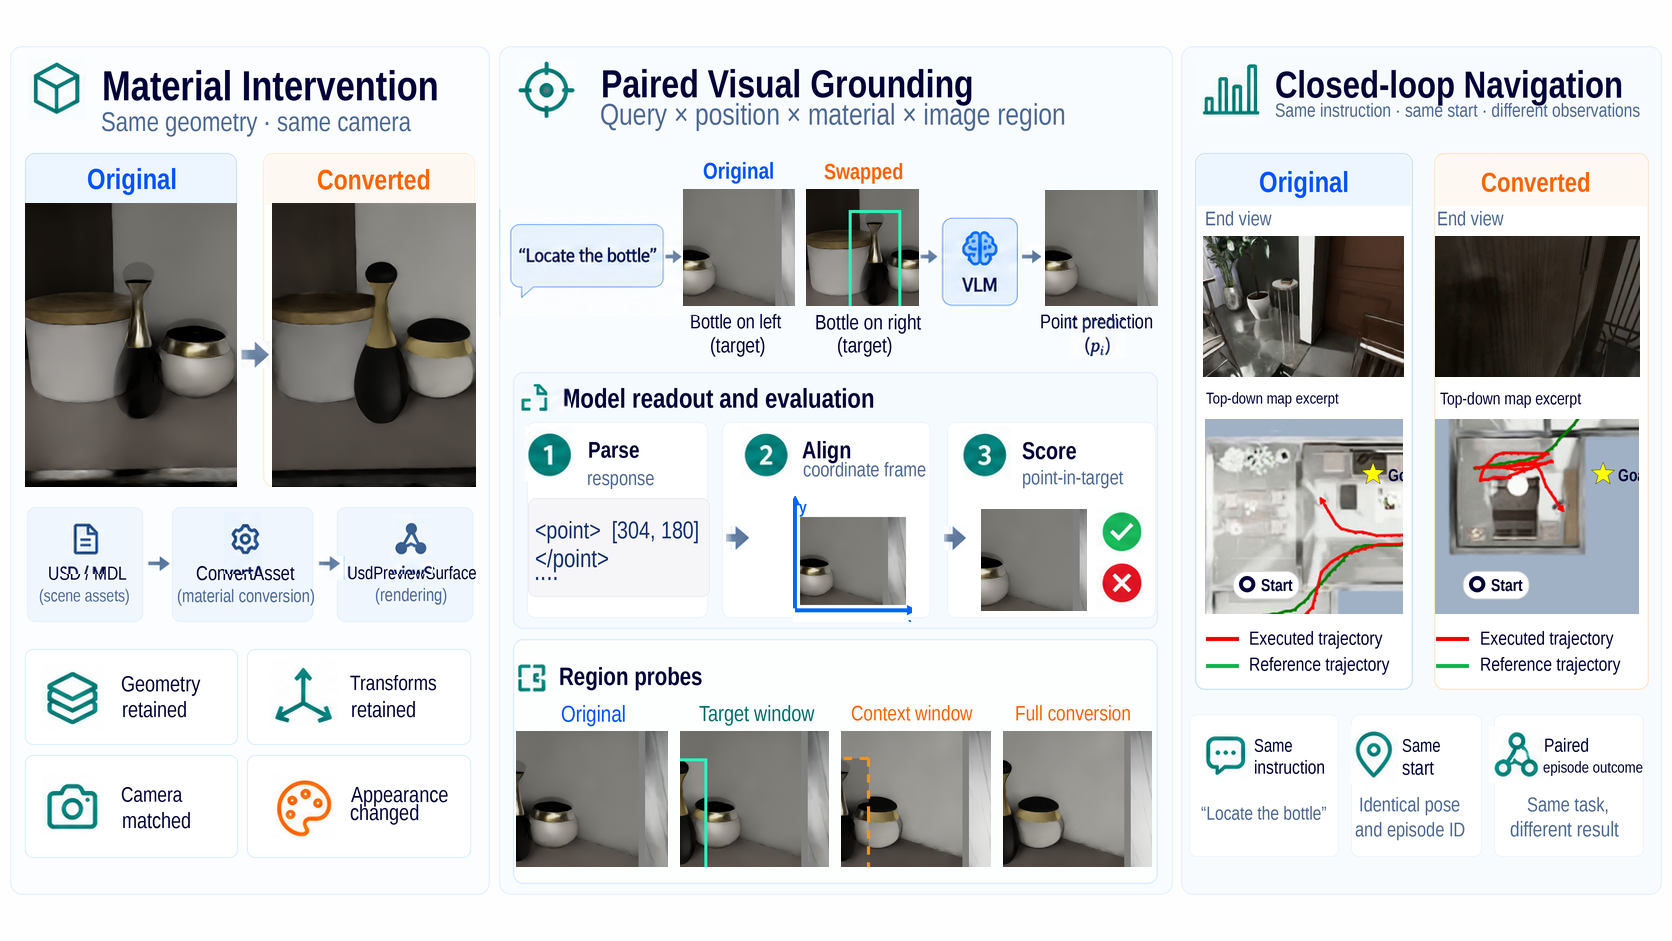 Material Intervention
Same geometry · same camera
Original
Converted
USD / MDL
(scene assets)
ConvertAsset
(material conversion)
UsdPreviewSurface
(rendering)
Geometry
retained
Transforms
retained
Camera
matched
Appearance
changed
Paired Visual Grounding
Query × position × material × image region
Original
Swapped
“Locate the bottle”
VLM
Bottle on left
(target)
Bottle on right
(target)
Point prediction
(pᵢ)
Model readout and evaluation
1
Parse
response
<point> [304, 180]
</point>
....
2
Align
coordinate frame
y
3
Score
point-in-target
Region probes
Original
Target window
Context window
Full conversion
Closed-loop Navigation
Same instruction · same start · different observations
Original
End view
Top-down map excerpt
Go
Start
Executed trajectory
Reference trajectory
Converted
End view
Top-down map excerpt
Goa
Start
Executed trajectory
Reference trajectory
Same
instruction
“Locate the bottle”
Same
start
Identical pose
and episode ID
Paired
episode outcome
Same task,
different result